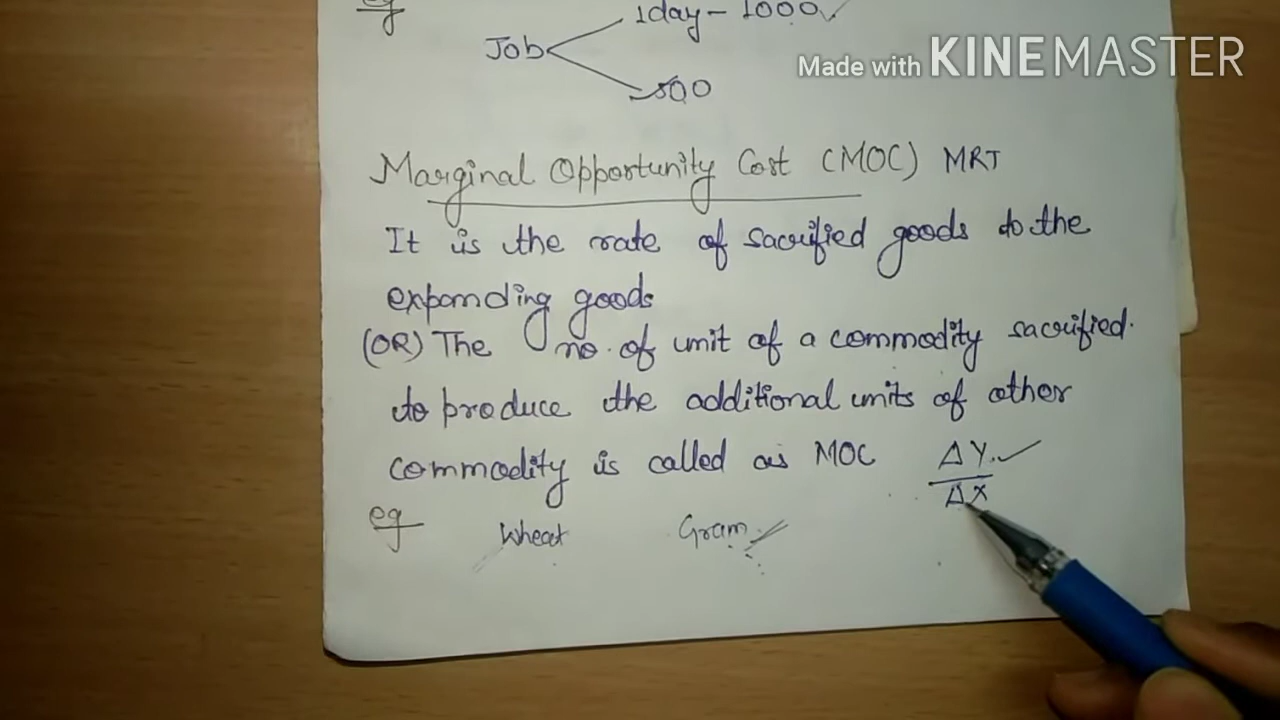 eg
1day - 1000 ✓
Job
500
Made with KINEMASTER
Marginal Opportunity Cost (MOC) MRT
It is the rate of sacrified goods to the
expanding goods
(OR) The no. of unit of a commodity sacrified.
to produce the additional units of other
commodity is called as MOC
ΔY ✓
ΔX
eg Wheat Gram